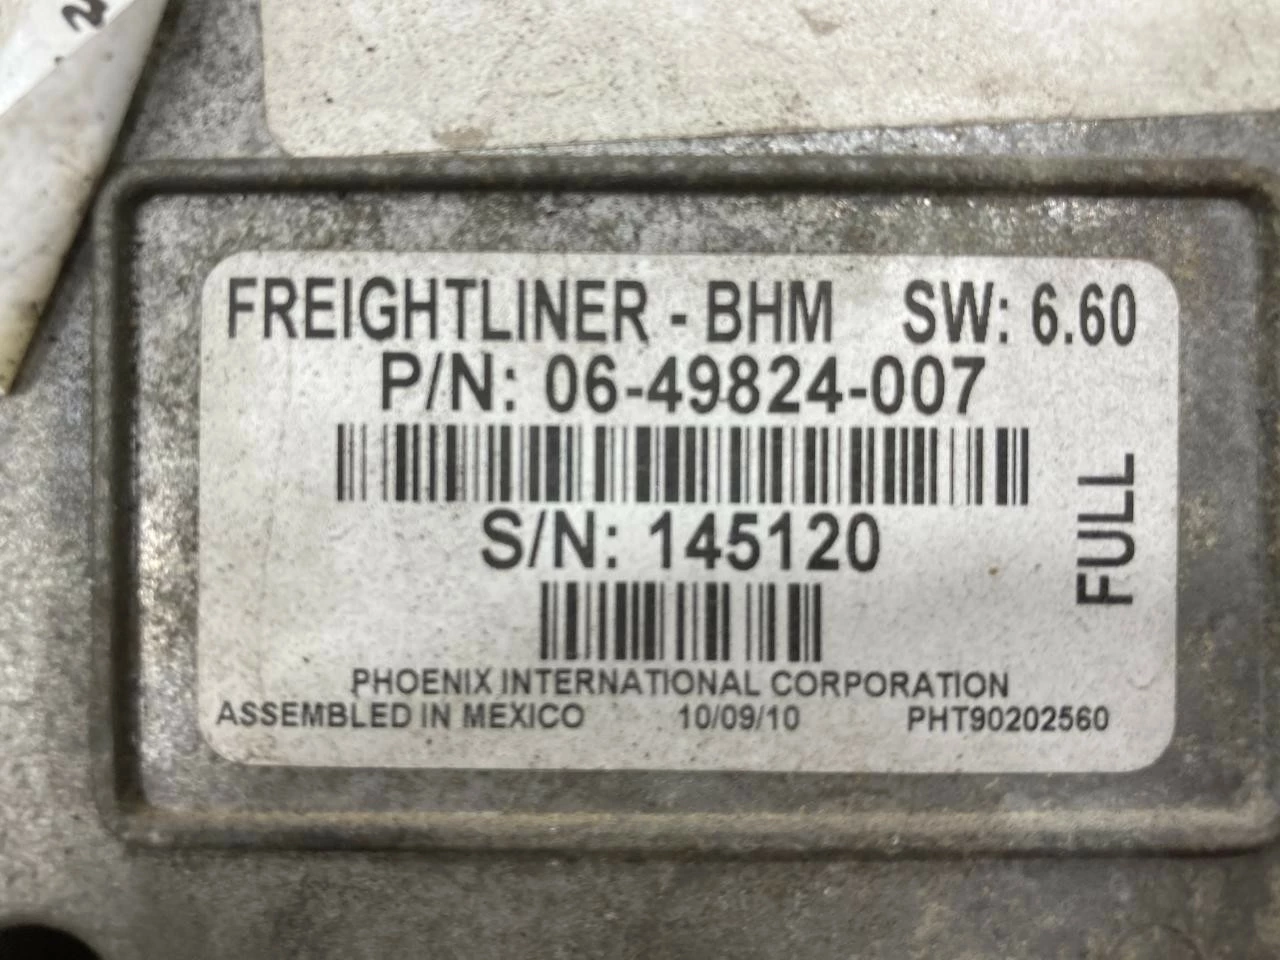 FREIGHTLINER - BHM SW: 6.60
P/N: 06-49824-007
S/N: 145120
FULL
PHOENIX INTERNATIONAL CORPORATION
ASSEMBLED IN MEXICO 10/09/10 PHT90202560